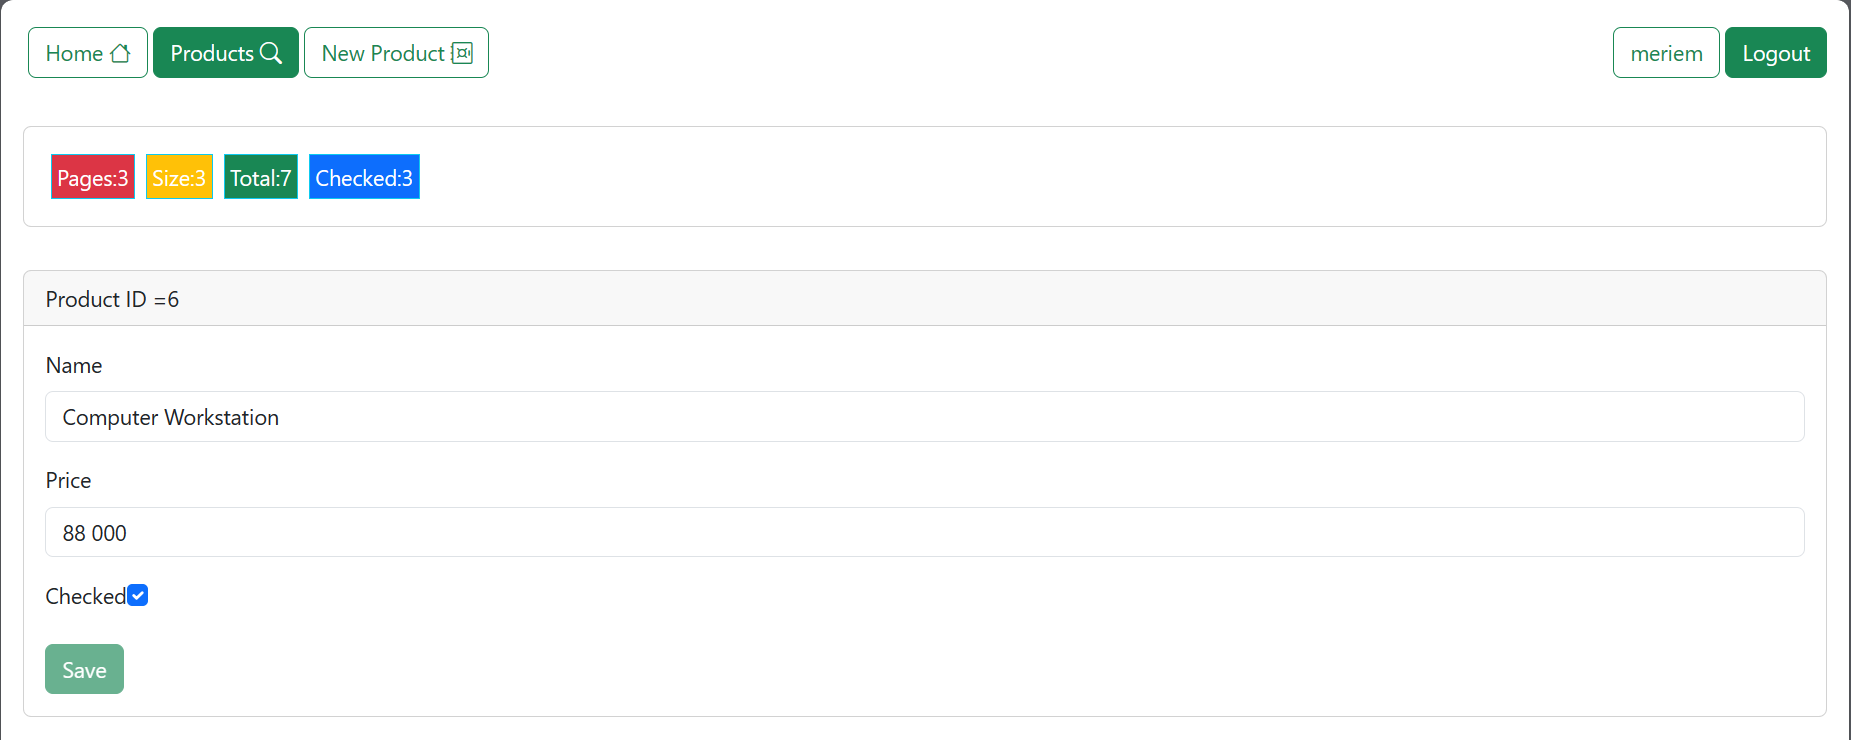 Home Products New Product meriem Logout
Pages:3 Size:3 Total:7 Checked:3
Product ID =6
Name
Computer Workstation
Price
88 000
Checked
Save